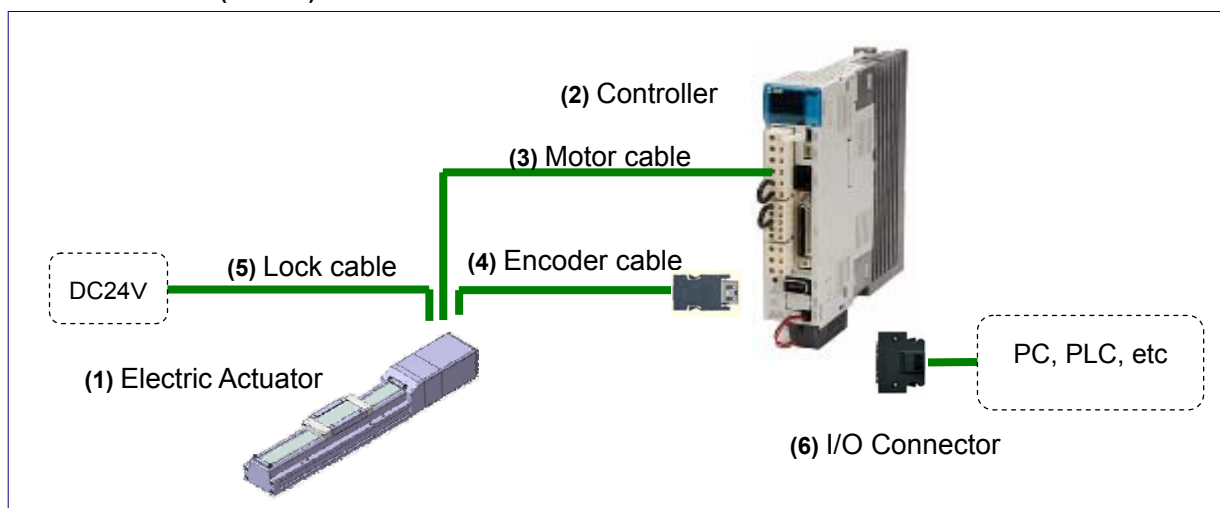 (2) Controller
(3) Motor cable
(5) Lock cable
(4) Encoder cable
DC24V
PC, PLC, etc
(1) Electric Actuator
(6) I/O Connector